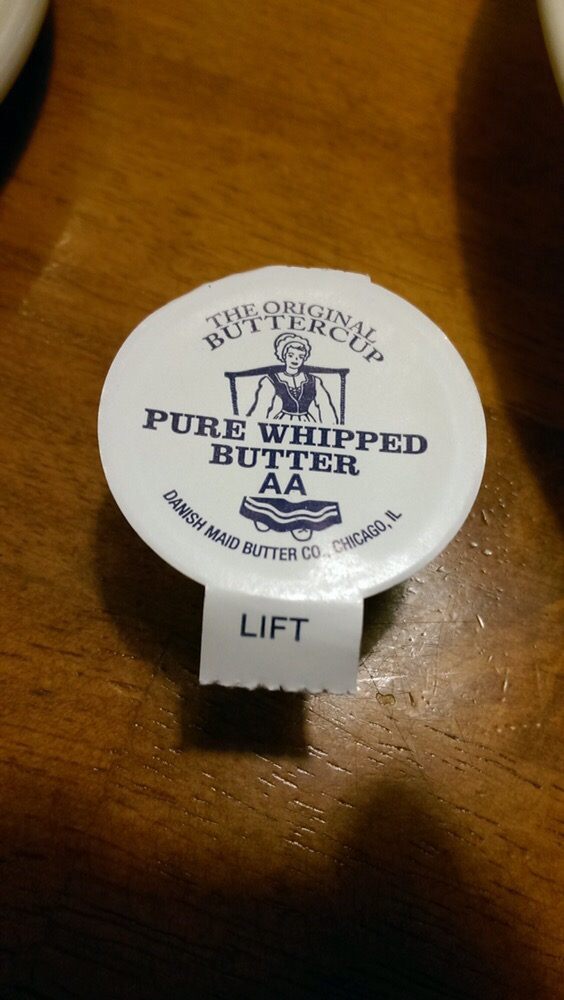 THE ORIGINAL
BUTTERCUP
PURE WHIPPED
BUTTER
AA
DANISH MAID BUTTER CO., CHICAGO, IL
LIFT